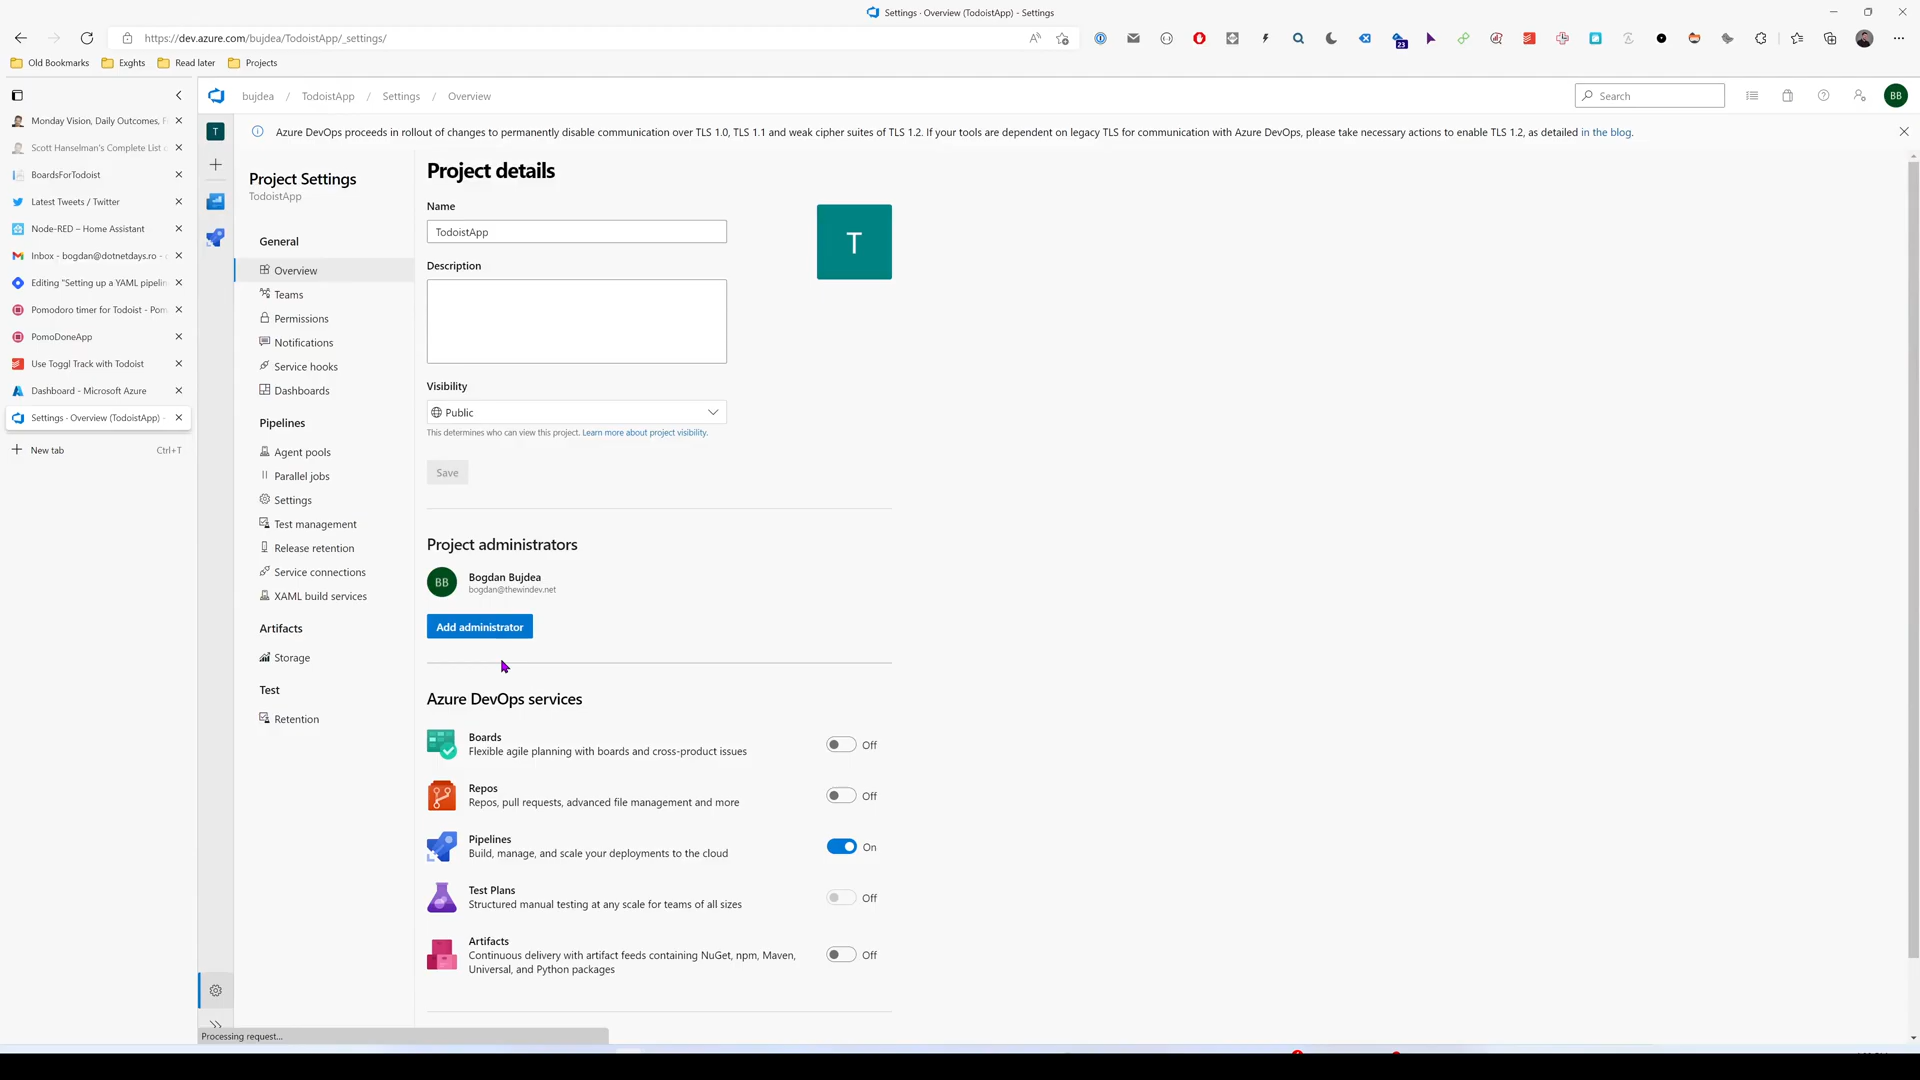 Settings · Overview (TodoistApp) - Settings
https://dev.azure.com/bujdea/TodoistApp/_settings/
23
Old Bookmarks
Exghts
Read later
Projects
Monday Vision, Daily Outcomes, F
Scott Hanselman's Complete List o
BoardsForTodoist
Latest Tweets / Twitter
Node-RED – Home Assistant
Inbox - bogdan@dotnetdays.ro -
Editing "Setting up a YAML pipelin
Pomodoro timer for Todoist - Pom
PomoDoneApp
Use Toggl Track with Todoist
Dashboard - Microsoft Azure
Settings - Overview (TodoistApp) -
New tab
Ctrl+T
bujdea / TodoistApp / Settings / Overview
Search
BB
T
Azure DevOps proceeds in rollout of changes to permanently disable communication over TLS 1.0, TLS 1.1 and weak cipher suites of TLS 1.2. If your tools are dependent on legacy TLS for communication with Azure DevOps, please take necessary actions to enable TLS 1.2, as detailed in the blog.
Project Settings
TodoistApp
General
Overview
Teams
Permissions
Notifications
Service hooks
Dashboards
Pipelines
Agent pools
Parallel jobs
Settings
Test management
Release retention
Service connections
XAML build services
Artifacts
Storage
Test
Retention
Project details
Name
TodoistApp
T
Description
Visibility
Public
This determines who can view this project. Learn more about project visibility.
Save
Project administrators
BB
Bogdan Bujdea
bogdan@thewindev.net
Add administrator
Azure DevOps services
Boards
Flexible agile planning with boards and cross-product issues
Off
Repos
Repos, pull requests, advanced file management and more
Off
Pipelines
Build, manage, and scale your deployments to the cloud
On
Test Plans
Structured manual testing at any scale for teams of all sizes
Off
Artifacts
Continuous delivery with artifact feeds containing NuGet, npm, Maven,
Universal, and Python packages
Off
Processing request...